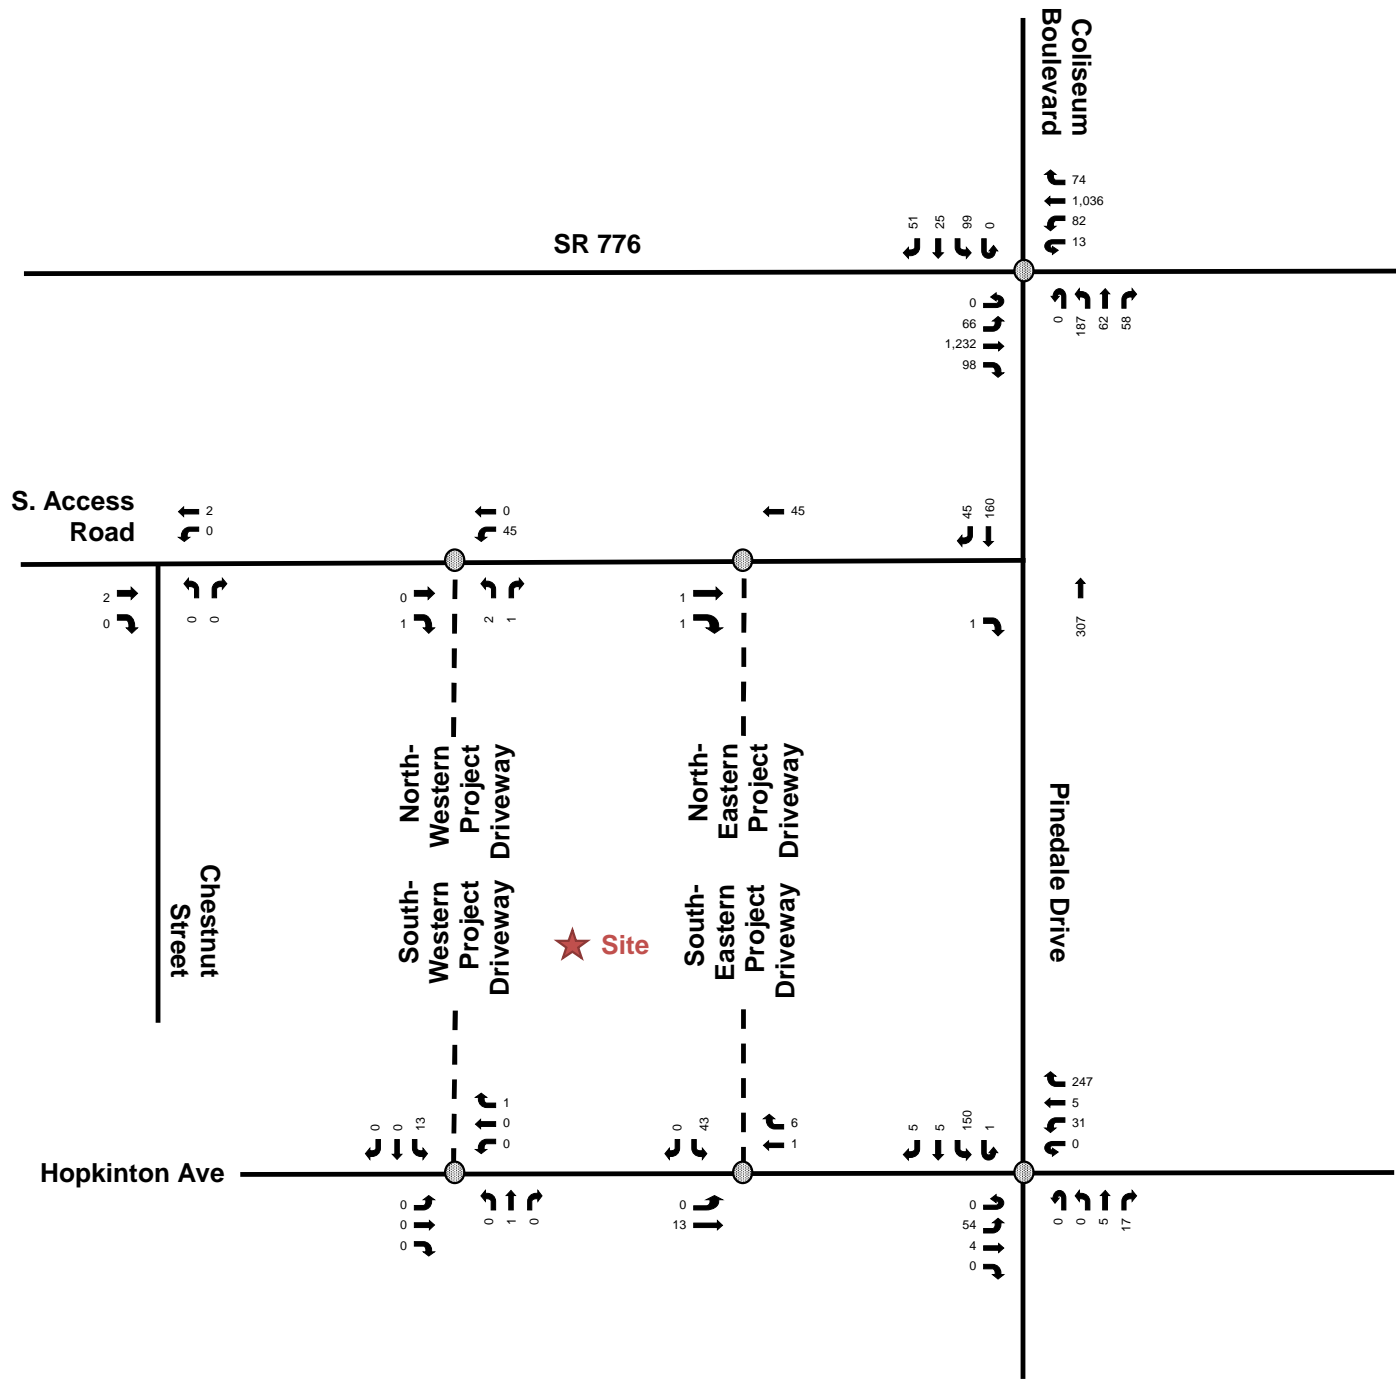 Coliseum
Boulevard
74
1,036
82
13
51
25
99
0
SR 776
0
66
1,232
98
0
187
62
58
S. Access
Road
2
0
0
45
45
45
160
2
0
0
0
0
1
2
1
1
1
1
307
North-
Western
Project
Driveway
North-
Eastern
Project
Driveway
Pinedale Drive
Chestnut
Street
South-
Western
Project
Driveway
Site
South-
Eastern
Project
Driveway
0
0
13
1
0
0
0
43
6
1
5
5
150
1
247
5
31
0
Hopkinton Ave
0
0
0
0
1
0
0
13
0
54
4
0
0
0
5
17